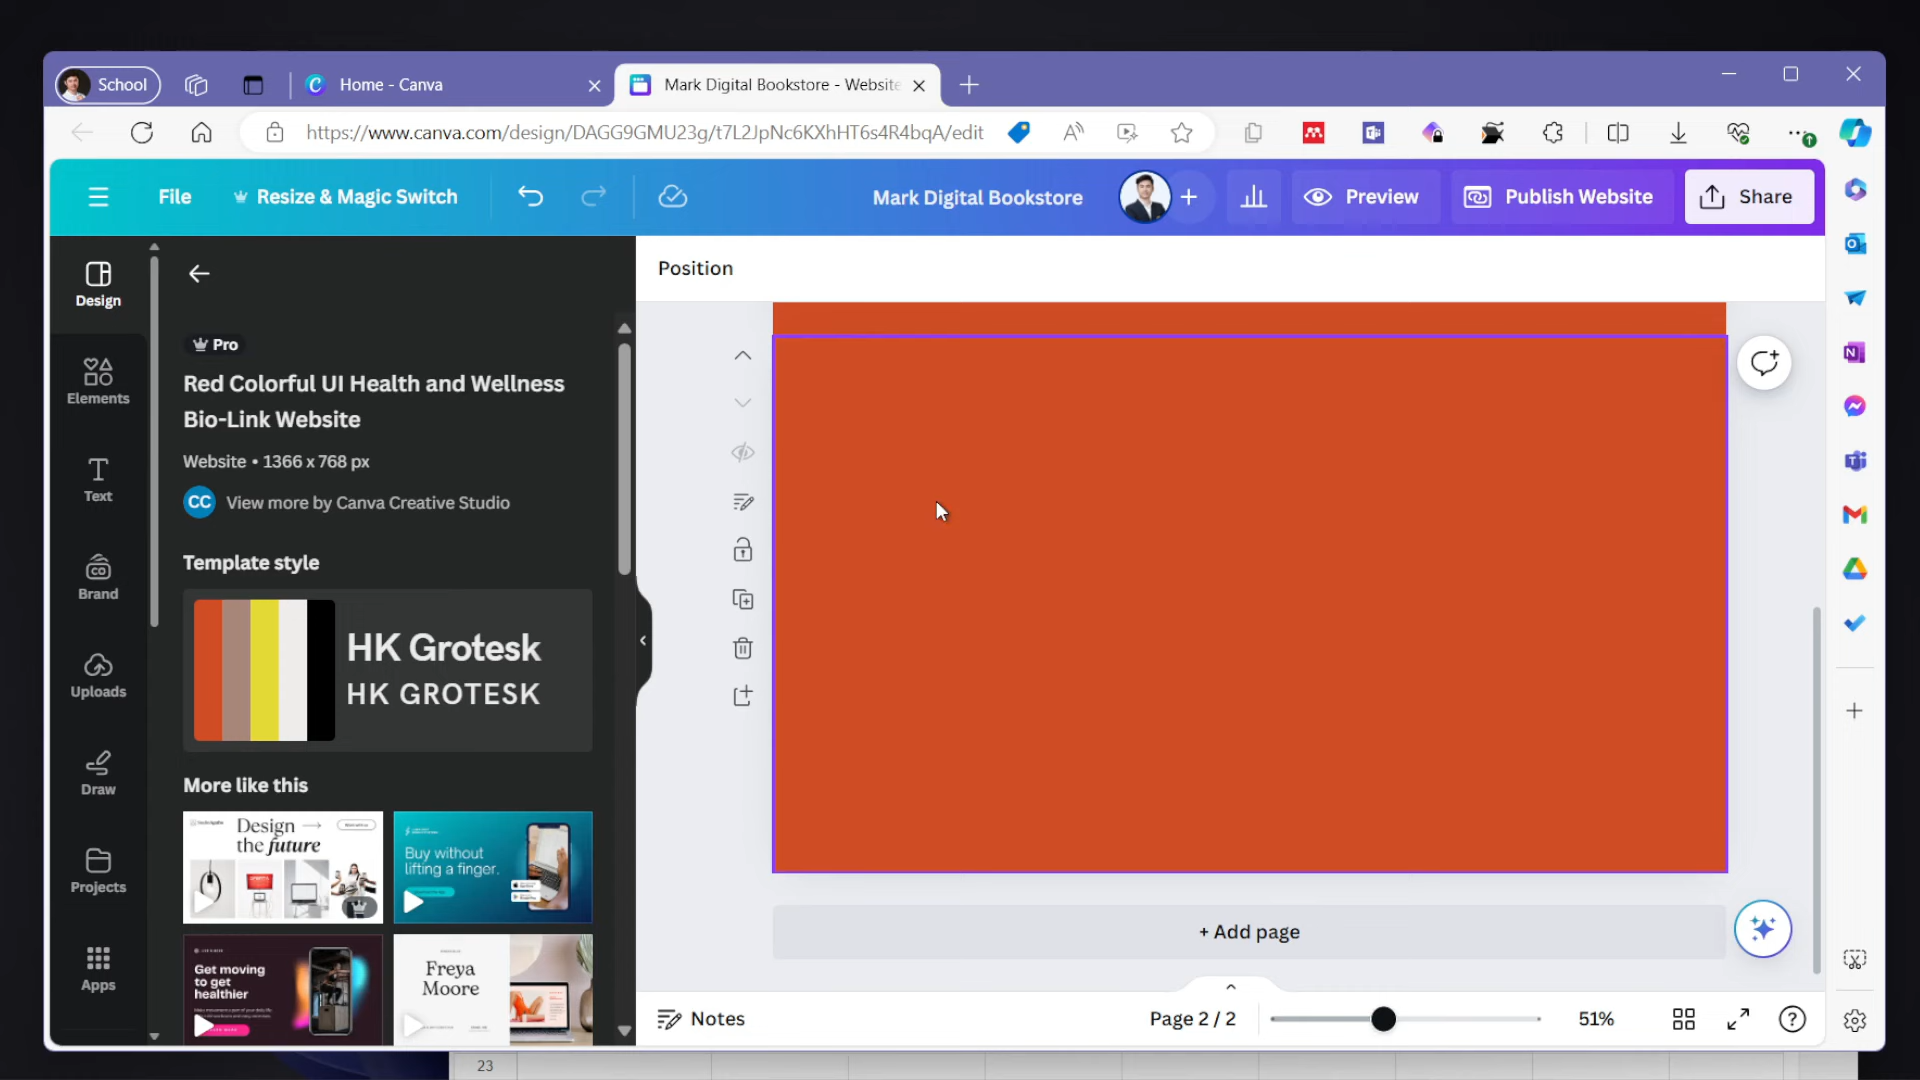 School
Home - Canva
Mark Digital Bookstore - Website
https://www.canva.com/design/DAGG9GMU23g/t7L2JpNc6KXhHT6s4R4bqA/edit
File
Resize & Magic Switch
Mark Digital Bookstore
Preview
Publish Website
Share
Design
Elements
Text
Brand
Uploads
Draw
Projects
Apps
Pro
Red Colorful UI Health and Wellness
Bio-Link Website
Website • 1366 x 768 px
CC
View more by Canva Creative Studio
Template style
HK Grotesk
HK GROTESK
More like this
Design
the future
Buy without
lifting a finger.
Get moving
to get
healthier
Freya
Moore
Position
+ Add page
Notes
Page 2 / 2
51%
23